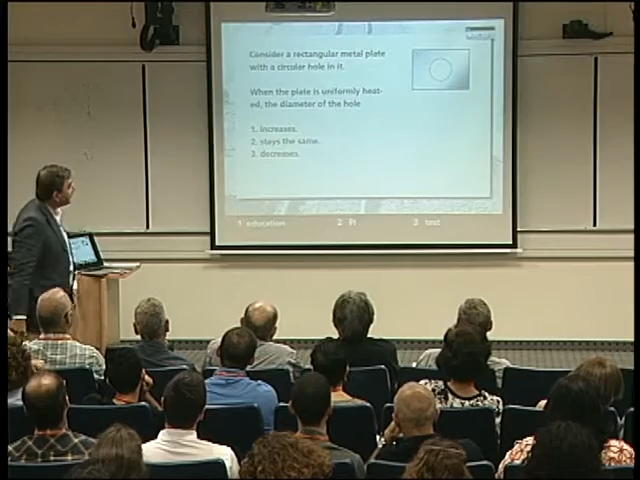 Consider a rectangular metal plate
with a circular hole in it.
When the plate is uniformly heat-
ed, the diameter of the hole
1. increases.
2. stays the same.
3. decreases.
1 education 2 PI 3 test